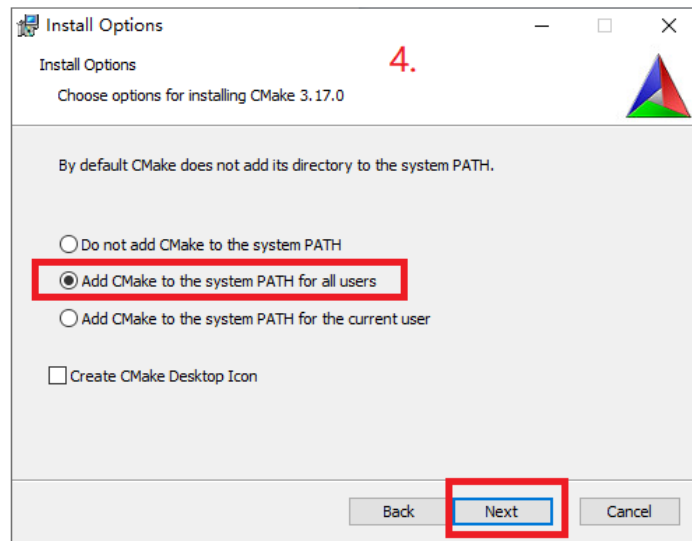 Install Options
Install Options
4.
Choose options for installing CMake 3.17.0
By default CMake does not add its directory to the system PATH.
Do not add CMake to the system PATH
Add CMake to the system PATH for all users
Add CMake to the system PATH for the current user
Create CMake Desktop Icon
Back
Next
Cancel